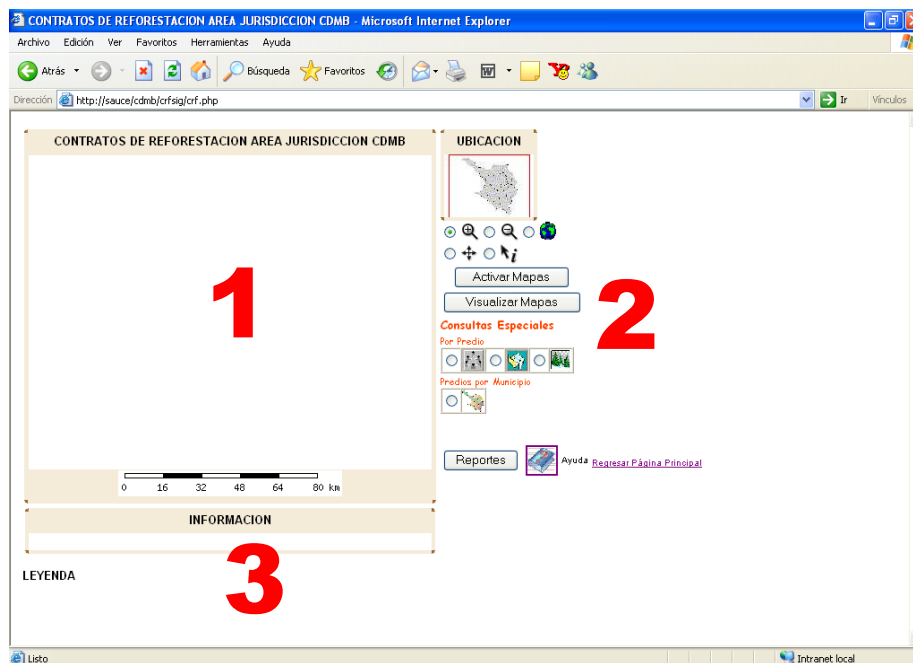 CONTRATOS DE REFORESTACION AREA JURISDICCION CDMB - Microsoft Internet Explorer
Archivo Edición Ver Favoritos Herramientas Ayuda
Atrás Búsqueda Favoritos
Dirección http://sauce/cdmb/crfsig/crf.php Ir Vínculos
CONTRATOS DE REFORESTACION AREA JURISDICCION CDMB
UBICACION
1
Activar Mapas
Visualizar Mapas
2
Consultas Especiales
Por Predio
Predios por Municipio
Reportes Ayuda Regresar Página Principal
0 16 32 48 64 80 km
INFORMACION
3
LEYENDA
Listo Intranet local